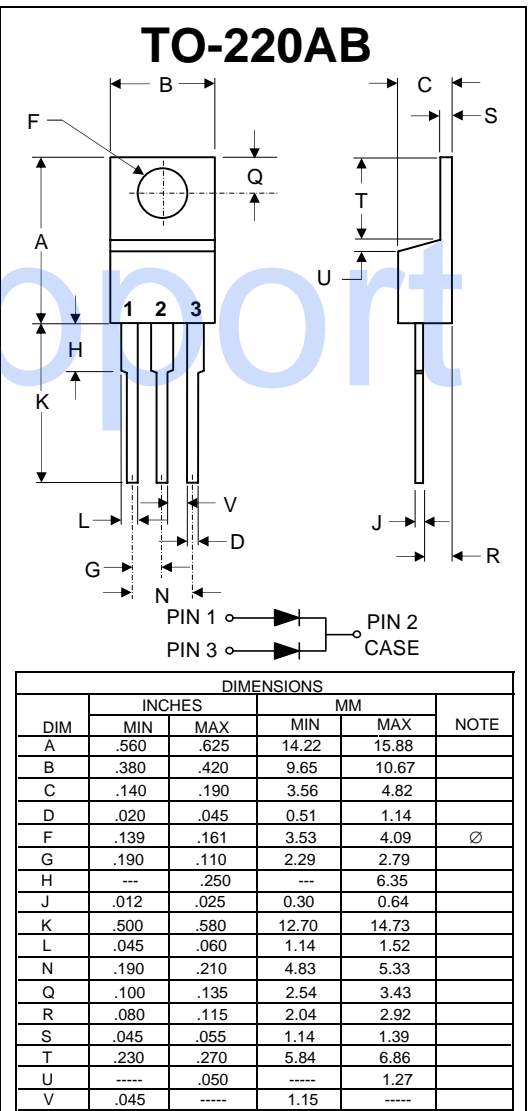 TO-220AB
B
C
S
F
Q
T
A
U
1 2 3
H
K
V
L
J
D
G
R
N
PIN 1
PIN 2
PIN 3
CASE
DIMENSIONS
INCHES MM
DIM MIN MAX MIN MAX NOTE
A .560 .625 14.22 15.88
B .380 .420 9.65 10.67
C .140 .190 3.56 4.82
D .020 .045 0.51 1.14
F .139 .161 3.53 4.09 ∅
G .190 .110 2.29 2.79
H --- .250 --- 6.35
J .012 .025 0.30 0.64
K .500 .580 12.70 14.73
L .045 .060 1.14 1.52
N .190 .210 4.83 5.33
Q .100 .135 2.54 3.43
R .080 .115 2.04 2.92
S .045 .055 1.14 1.39
T .230 .270 5.84 6.86
U ----- .050 ----- 1.27
V .045 ----- 1.15 -----